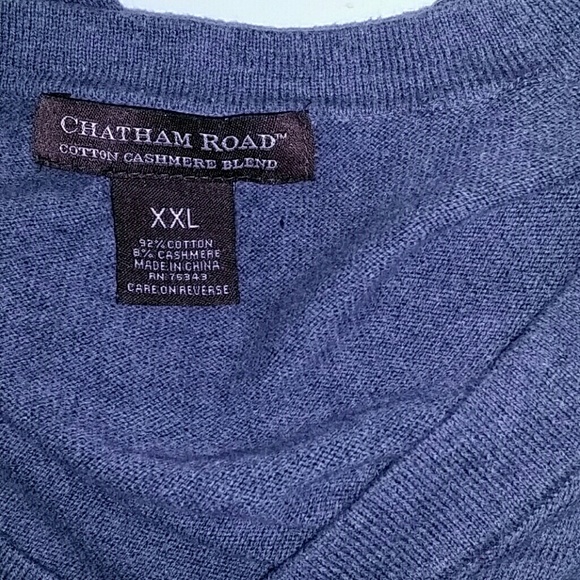 CHATHAM ROAD™
COTTON CASHMERE BLEND
XXL
92% COTTON
8% CASHMERE
MADE IN CHINA
RN 76343
CARE ON REVERSE